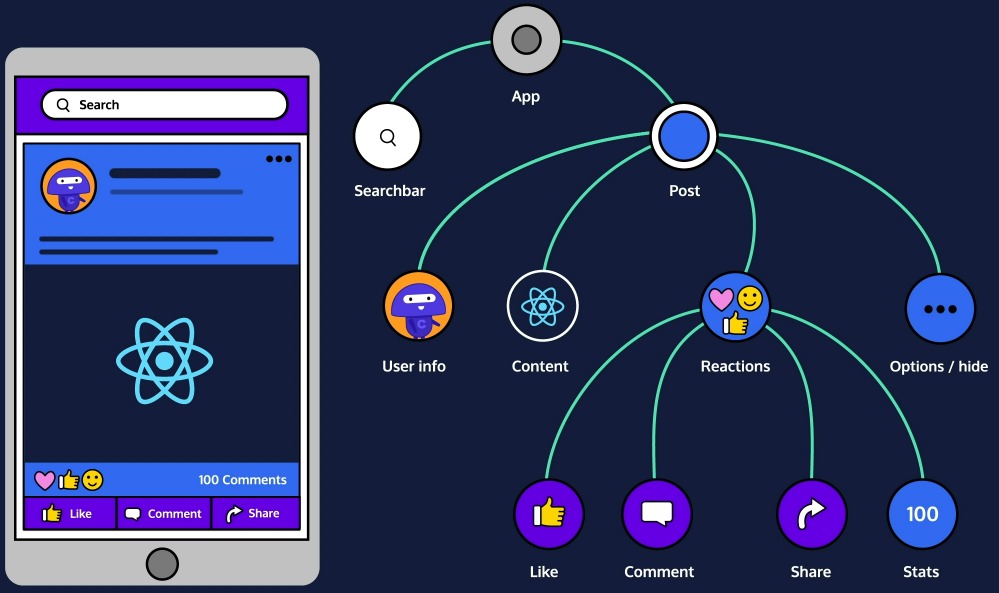 Search
100 Comments
Like
Comment
Share
App
Searchbar
Post
C
User info
Content
Reactions
Options / hide
100
Like
Comment
Share
Stats